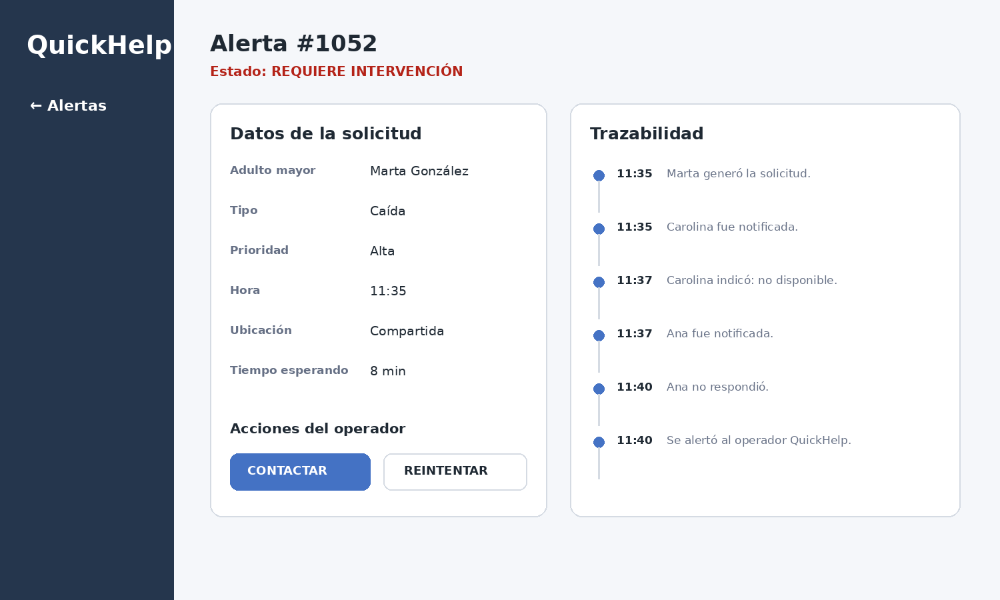 QuickHelp
← Alertas
Alerta #1052
Estado: REQUIERE INTERVENCIÓN
Datos de la solicitud
Adulto mayor Marta González
Tipo Caída
Prioridad Alta
Hora 11:35
Ubicación Compartida
Tiempo esperando 8 min
Acciones del operador
CONTACTAR REINTENTAR
Trazabilidad
11:35 Marta generó la solicitud.
11:35 Carolina fue notificada.
11:37 Carolina indicó: no disponible.
11:37 Ana fue notificada.
11:40 Ana no respondió.
11:40 Se alertó al operador QuickHelp.